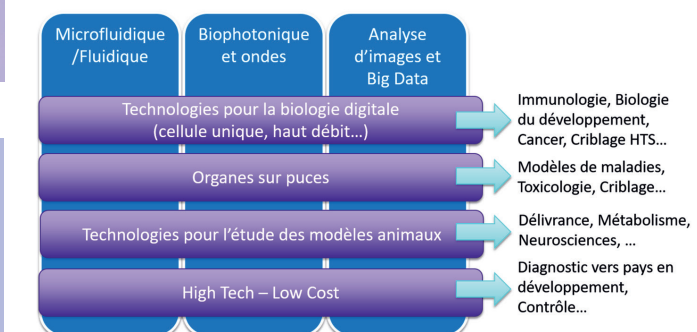 Microfluidique
/Fluidique
Biophotonique
et ondes
Analyse
d'images et
Big Data
Technologies pour la biologie digitale
(cellule unique, haut débit…)
Immunologie, Biologie
du développement,
Cancer, Criblage HTS…
Organes sur puces
Modèles de maladies,
Toxicologie, Criblage…
Technologies pour l'étude des modèles animaux
Délivrance, Métabolisme,
Neurosciences, …
High Tech – Low Cost
Diagnostic vers pays en
développement,
Contrôle…